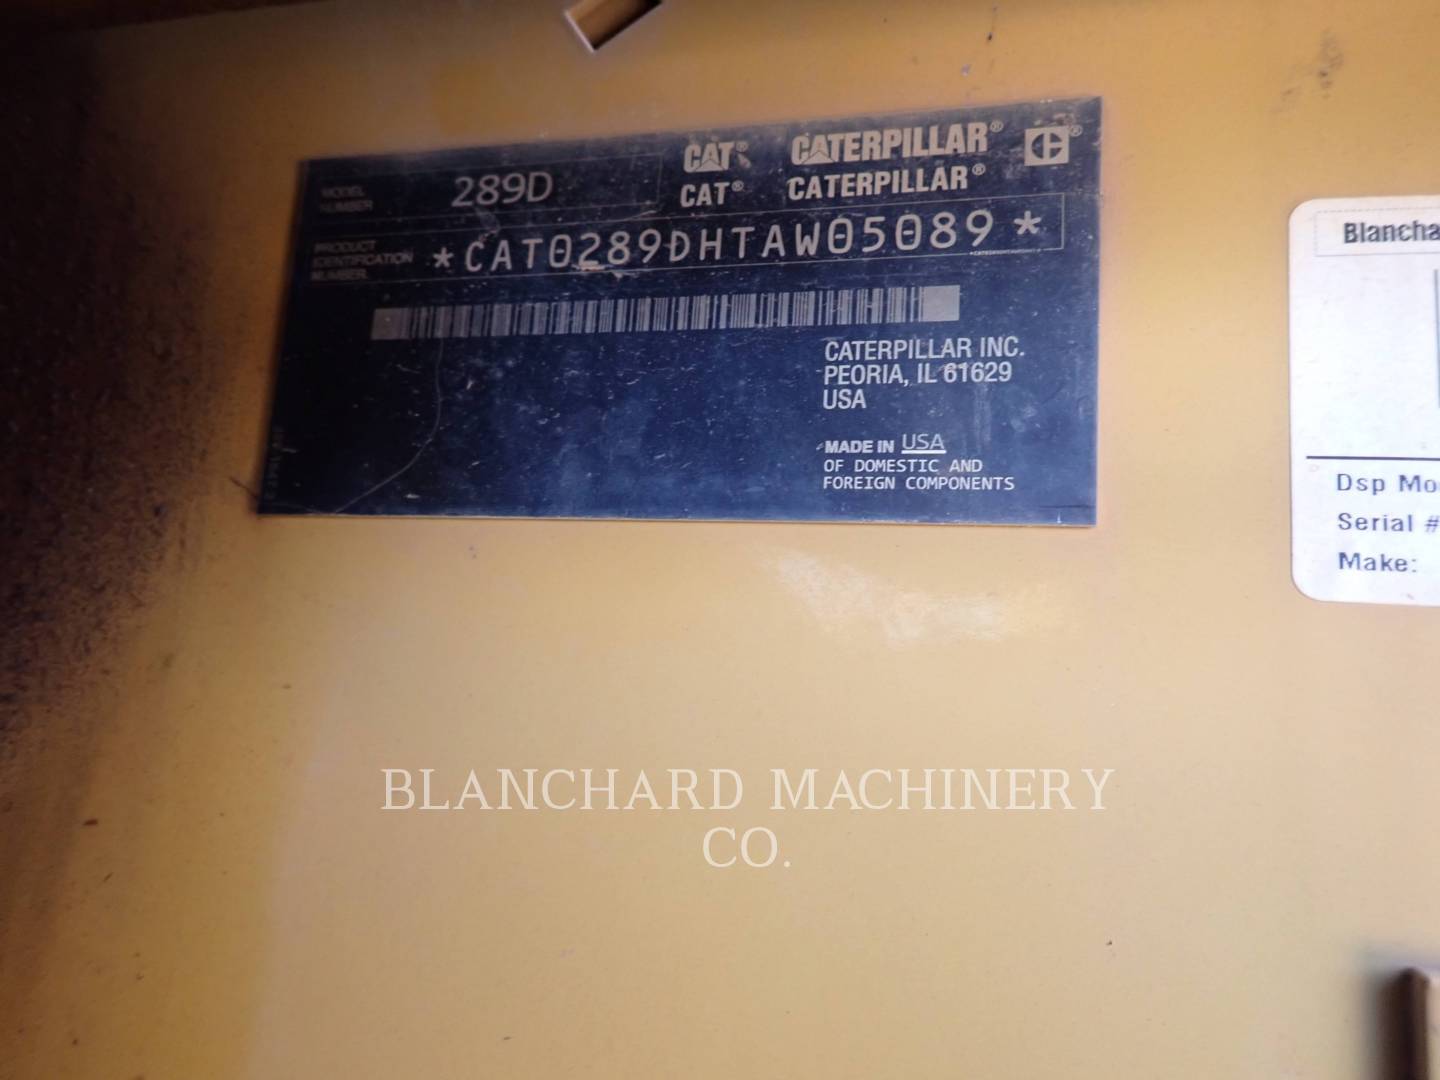 CAT® CATERPILLAR® ®
MODEL NUMBER 289D CAT® CATERPILLAR®
PRODUCT IDENTIFICATION NUMBER *CAT0289DHTAW05089*
CATERPILLAR INC.
PEORIA, IL 61629
USA
MADE IN USA
OF DOMESTIC AND
FOREIGN COMPONENTS
Blancha
Dsp Mo
Serial #
Make:
BLANCHARD MACHINERY
CO.